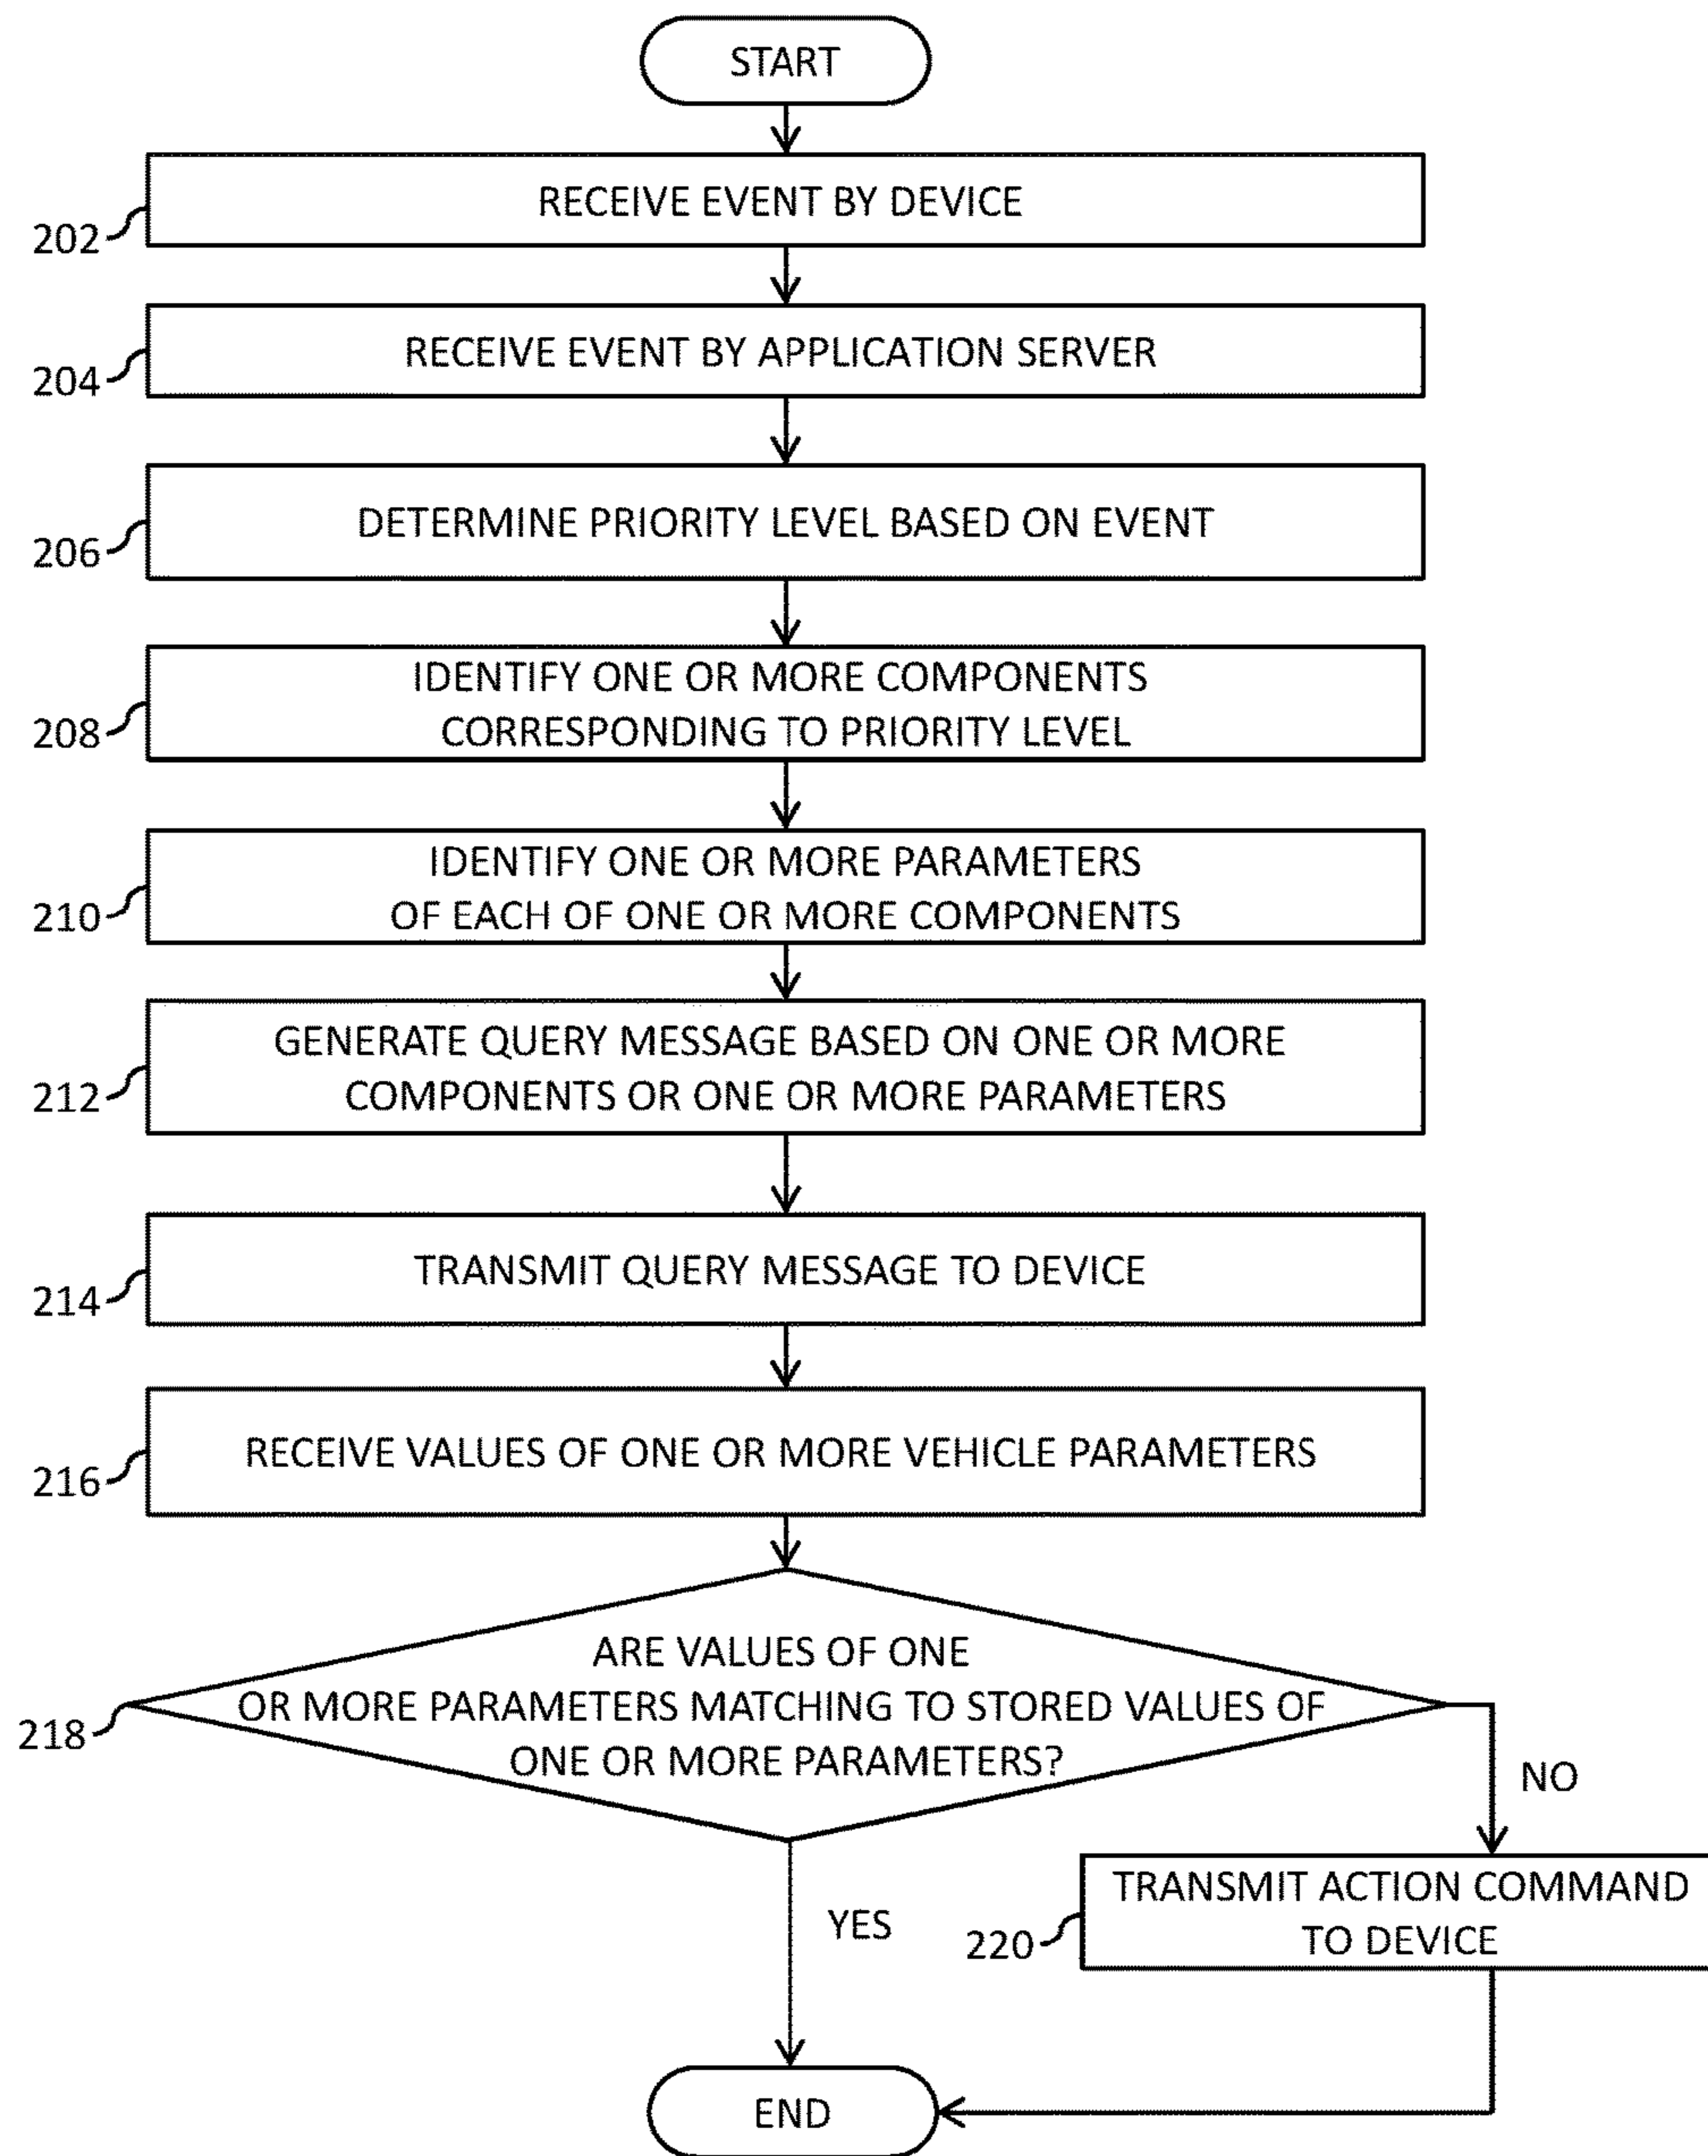 START
RECEIVE EVENT BY DEVICE
202
RECEIVE EVENT BY APPLICATION SERVER
204
DETERMINE PRIORITY LEVEL BASED ON EVENT
206
IDENTIFY ONE OR MORE COMPONENTS
CORRESPONDING TO PRIORITY LEVEL
208
IDENTIFY ONE OR MORE PARAMETERS
OF EACH OF ONE OR MORE COMPONENTS
210
GENERATE QUERY MESSAGE BASED ON ONE OR MORE
COMPONENTS OR ONE OR MORE PARAMETERS
212
TRANSMIT QUERY MESSAGE TO DEVICE
214
RECEIVE VALUES OF ONE OR MORE VEHICLE PARAMETERS
216
ARE VALUES OF ONE
OR MORE PARAMETERS MATCHING TO STORED VALUES OF
ONE OR MORE PARAMETERS?
218
NO
TRANSMIT ACTION COMMAND
TO DEVICE
220
YES
END